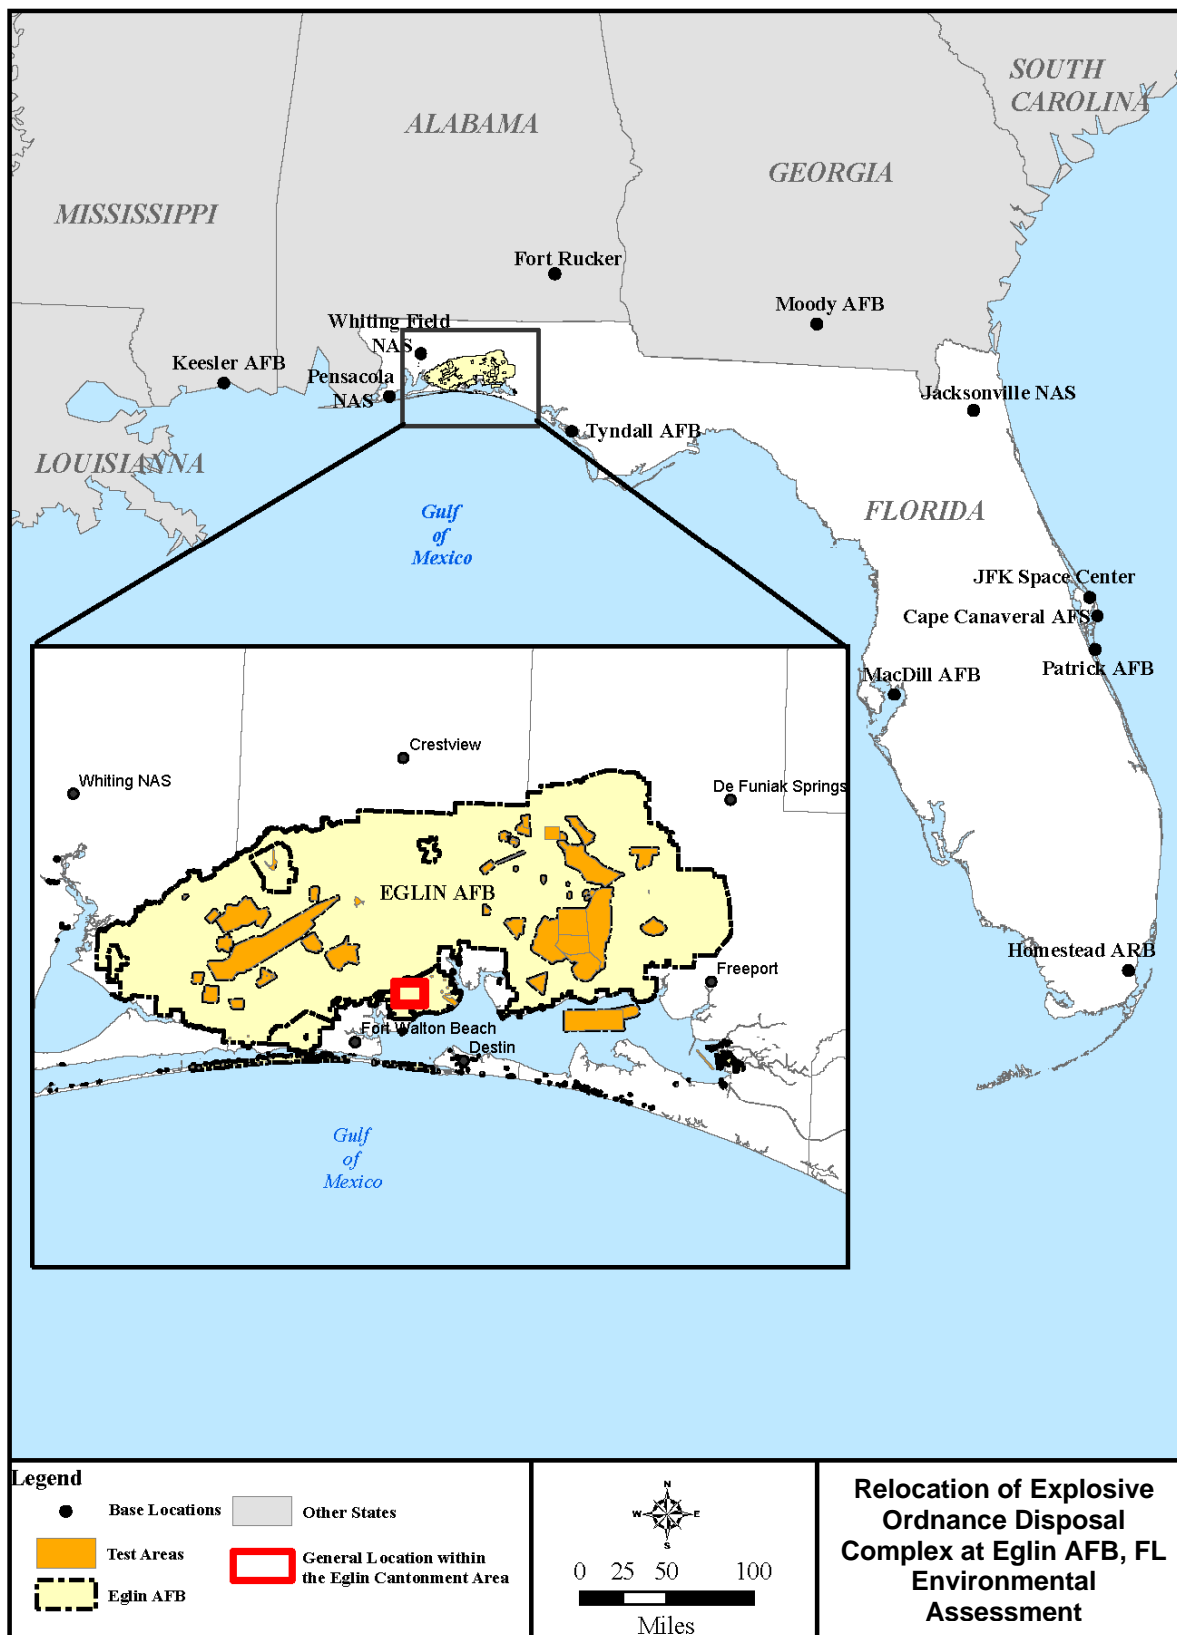 SOUTH
CAROLINA
ALABAMA
GEORGIA
MISSISSIPPI
Fort Rucker
Moody AFB
Whiting Field
NAS
Keesler AFB
Pensacola
NAS
Jacksonville NAS
Tyndall AFB
LOUISIANNA
FLORIDA
Gulf
of
Mexico
JFK Space Center
Cape Canaveral AFS
Patrick AFB
MacDill AFB
Homestead ARB
Crestview
Whiting NAS
De Funiak Springs
EGLIN AFB
Freeport
Fort Walton Beach
Destin
Gulf
of
Mexico
Legend
Base Locations
Other States
Test Areas
General Location within
the Eglin Cantonment Area
Eglin AFB
N
W
E
S
0 25 50 100
Miles
Relocation of Explosive
Ordnance Disposal
Complex at Eglin AFB, FL
Environmental
Assessment